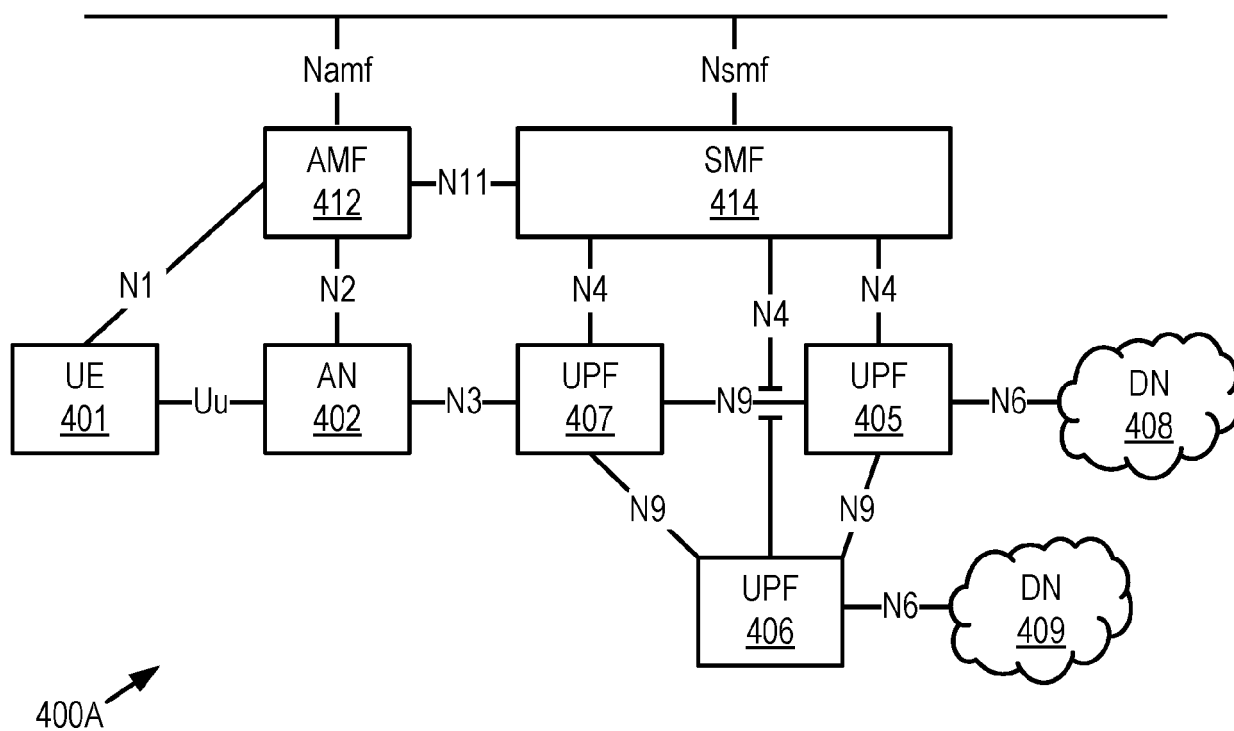 Namf
Nsmf
AMF
412
N11
SMF
414
N1
N2
N4
N4
N4
UE
401
Uu
AN
402
N3
UPF
407
N9
UPF
405
N6
DN
408
N9
N9
UPF
406
N6
DN
409
400A